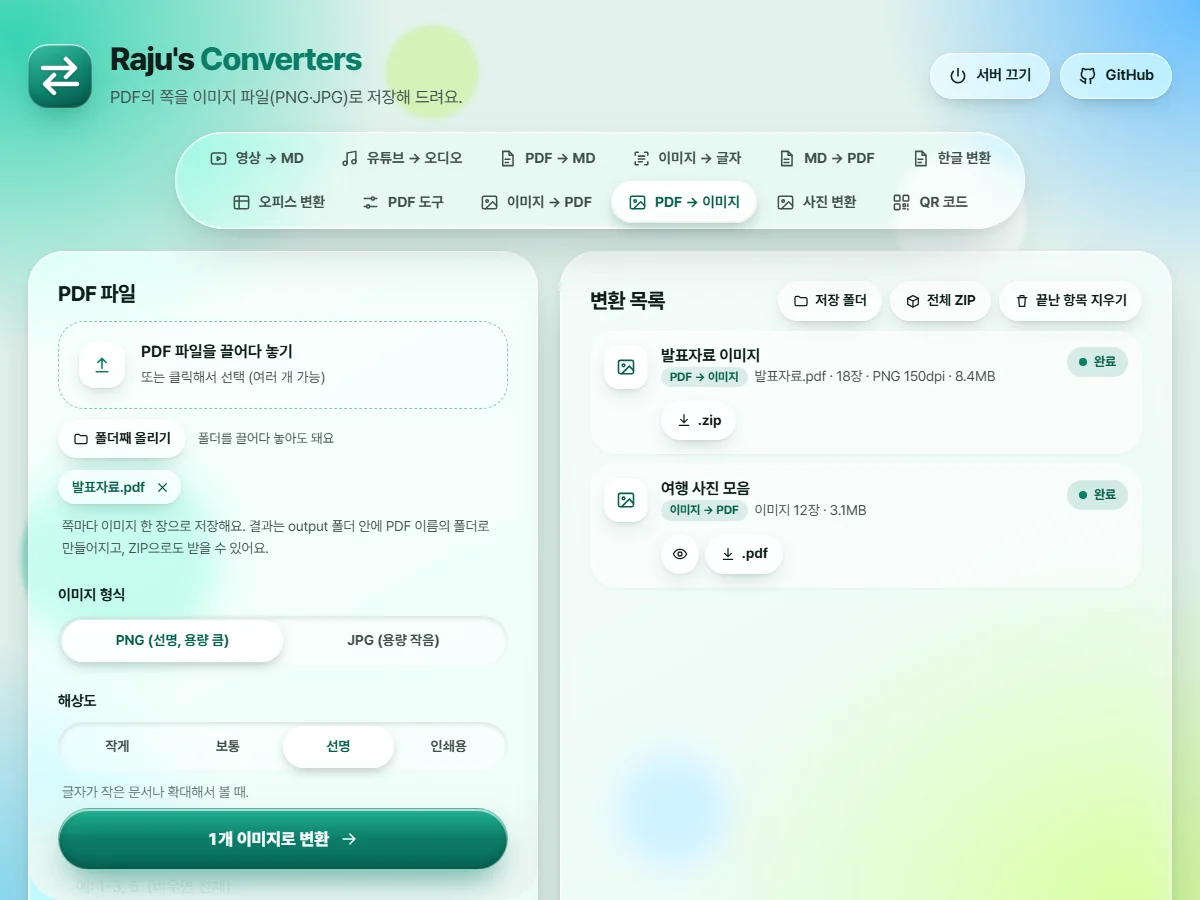 Raju's Converters
PDF의 쪽을 이미지 파일(PNG·JPG)로 저장해 드려요.
서버 끄기
GitHub
영상 → MD
유튜브 → 오디오
PDF → MD
이미지 → 글자
MD → PDF
한글 변환
오피스 변환
PDF 도구
이미지 → PDF
PDF → 이미지
사진 변환
QR 코드
PDF 파일
PDF 파일을 끌어다 놓기
또는 클릭해서 선택 (여러 개 가능)
폴더째 올리기
폴더를 끌어다 놓아도 돼요
발표자료.pdf
쪽마다 이미지 한 장으로 저장해요. 결과는 output 폴더 안에 PDF 이름의 폴더로
만들어지고, ZIP으로도 받을 수 있어요.
이미지 형식
PNG (선명, 용량 큼)
JPG (용량 작음)
해상도
작게
보통
선명
인쇄용
글자가 작은 문서나 확대해서 볼 때.
1개 이미지로 변환 →
예: 1-3, 5 (비우면 전체)
변환 목록
저장 폴더
전체 ZIP
끝난 항목 지우기
발표자료 이미지
PDF → 이미지 발표자료.pdf · 18장 · PNG 150dpi · 8.4MB
완료
.zip
여행 사진 모음
이미지 → PDF 이미지 12장 · 3.1MB
완료
.pdf